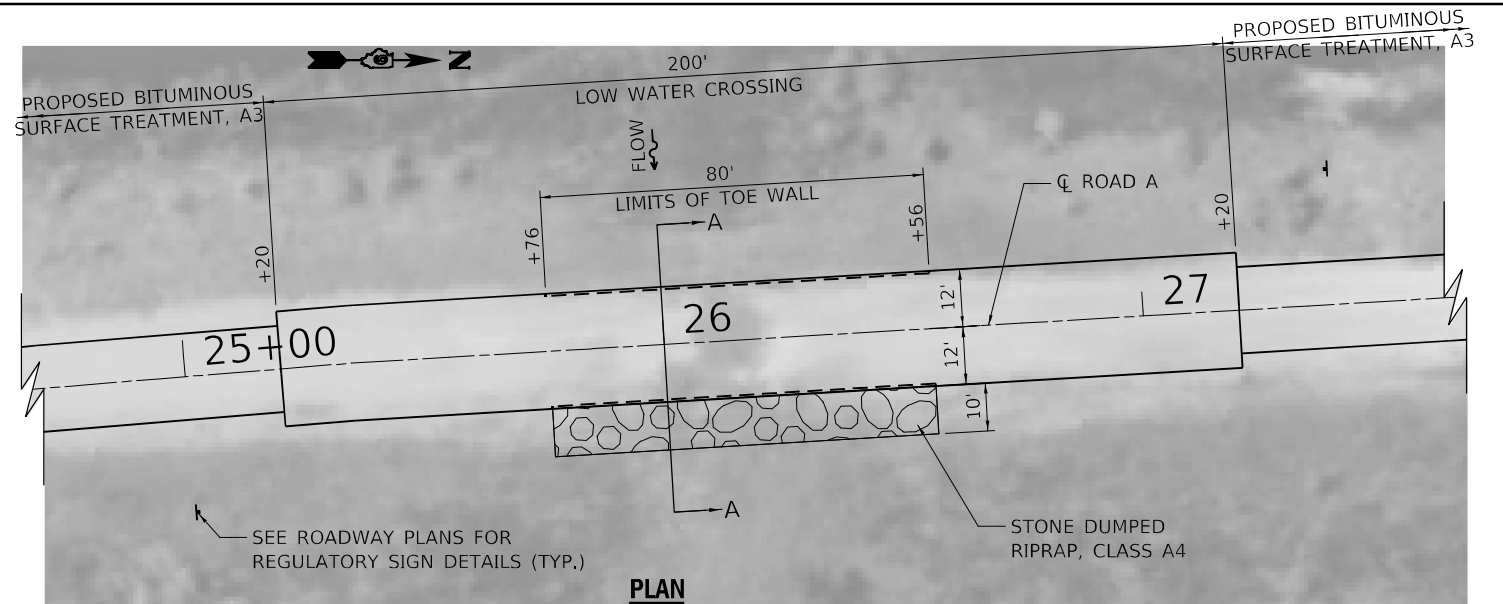 PROPOSED BITUMINOUS
SURFACE TREATMENT, A3
N
200'
LOW WATER CROSSING
PROPOSED BITUMINOUS
SURFACE TREATMENT, A3
FLOW
80'
LIMITS OF TOE WALL
℄ ROAD A
+20
+76
A
+56
+20
25+00
26
12'
12'
27
10'
A
SEE ROADWAY PLANS FOR
REGULATORY SIGN DETAILS (TYP.)
STONE DUMPED
RIPRAP, CLASS A4
PLAN